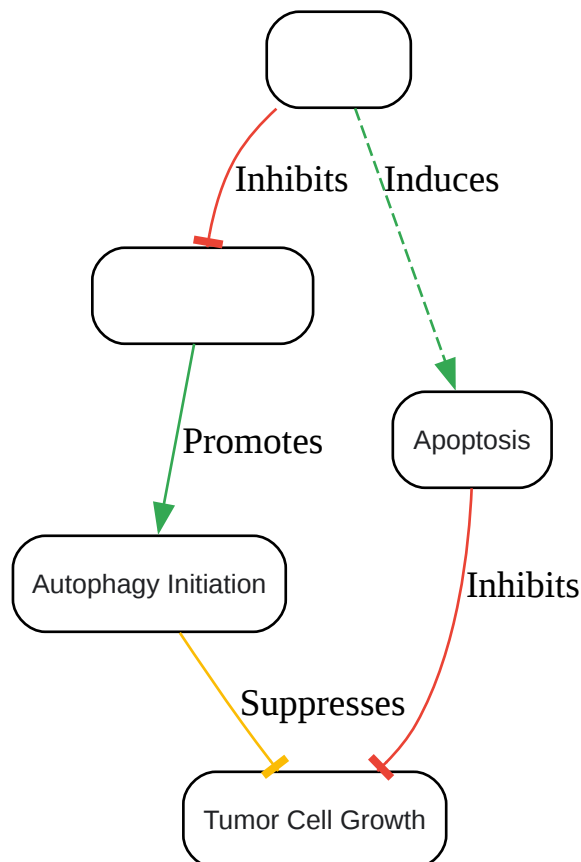 Inhibits
Induces
Promotes
Apoptosis
Autophagy Initiation
Inhibits
Suppresses
Tumor Cell Growth